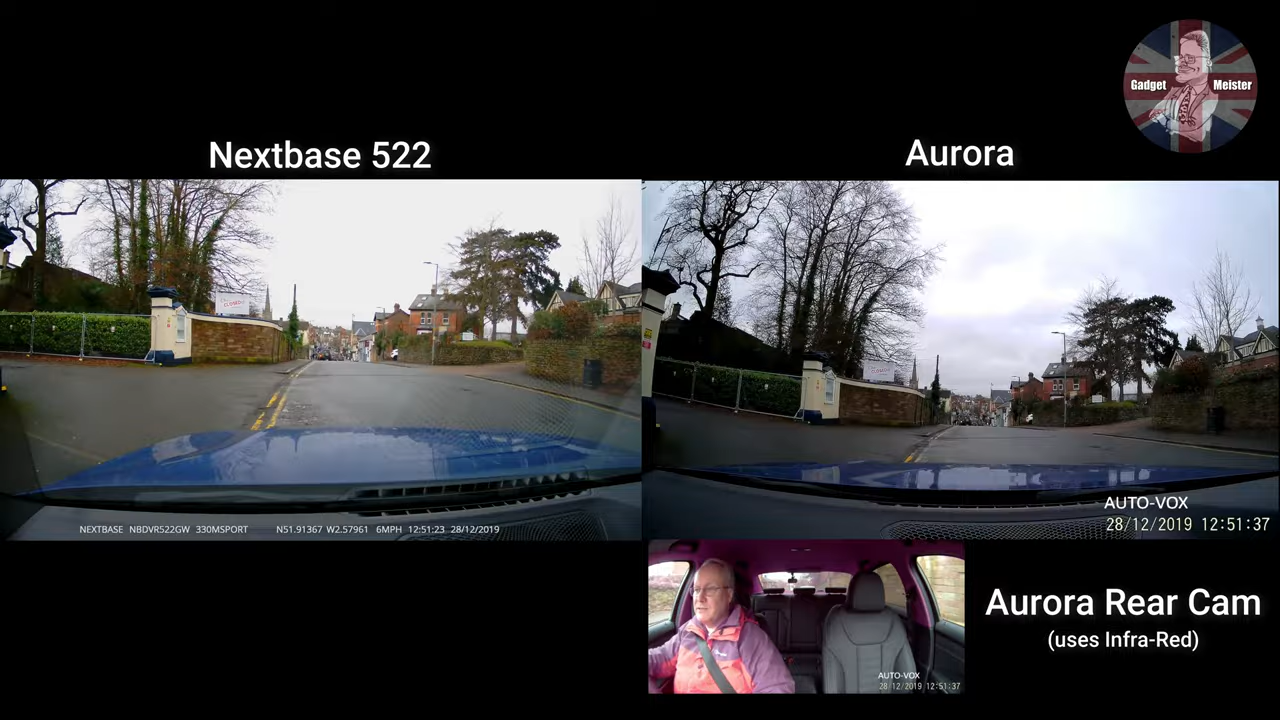 Gadget Meister
Nextbase 522
Aurora
CLOSED
NEXTBASE NBDVR522GW 330MSPORT N51.91367 W2.57961 6MPH 12:51:23 28/12/2019
AUTO-VOX
28/12/2019 12:51:37
Aurora Rear Cam
(uses Infra-Red)
AUTO-VOX
28/12/2019 12:51:37